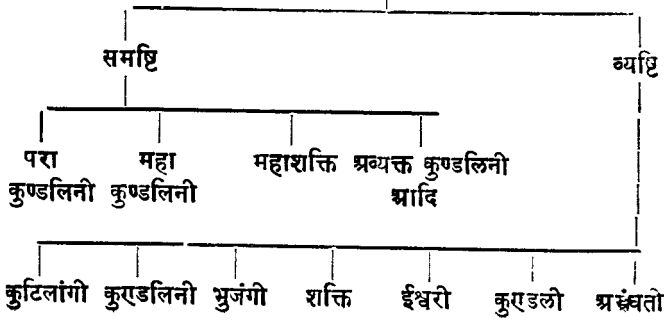 समष्टि व्यष्टि
परा महा महाशक्ति अव्यक्त कुण्डलिनी
कुण्डलिनी कुण्डलिनी आदि
कुटिलांगी कुण्डलिनी भुजंगी शक्ति ईश्वरी कुण्डली अरुंधती